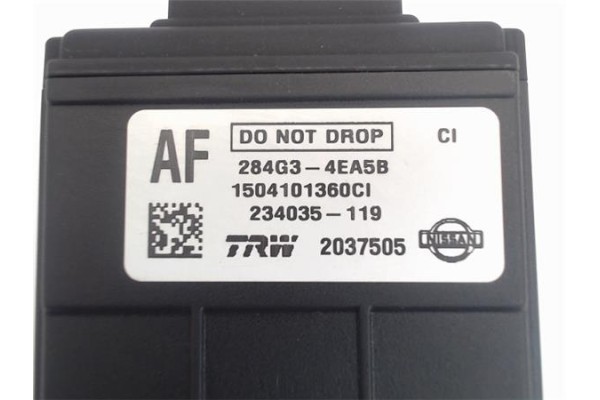 AF DO NOT DROP CI
284G3-4EA5B
1504101360CI
234035-119
TRW 2037505 NISSAN